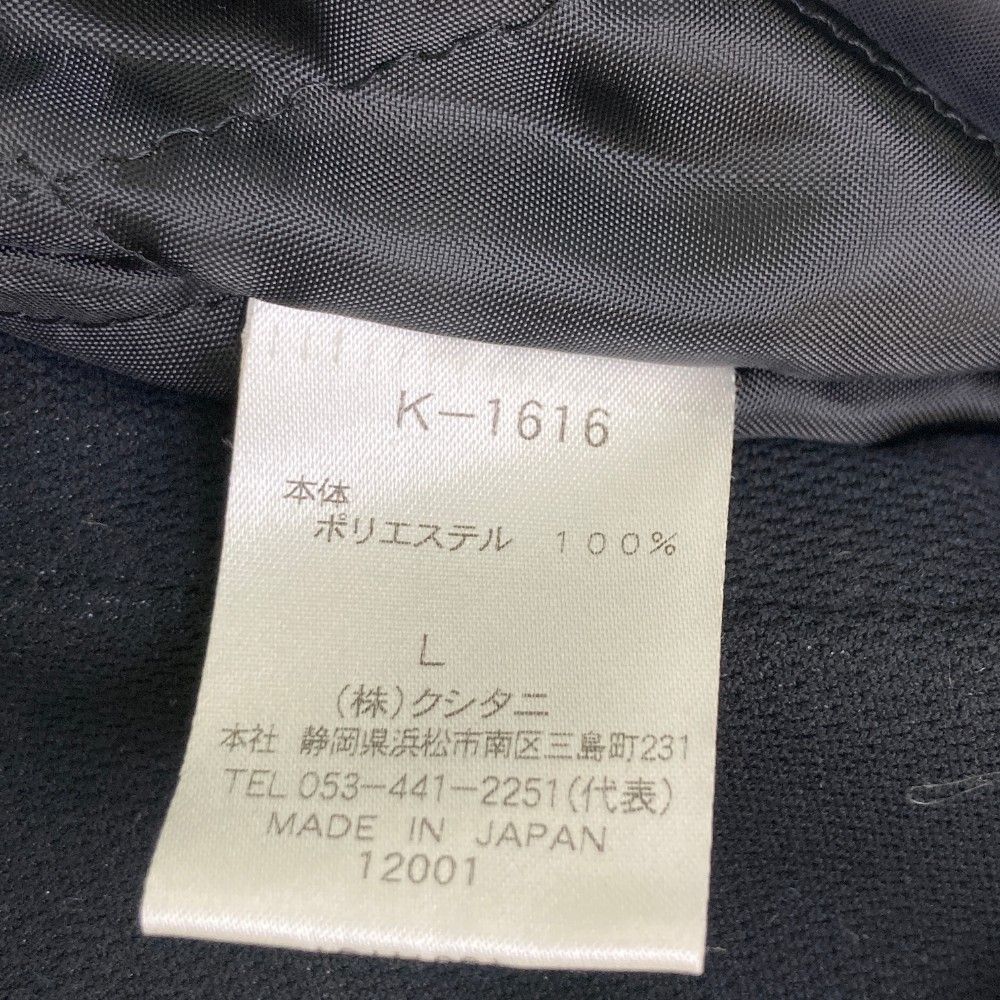 K-1616
本体
ポリエステル 100%
L
(株)クシタニ
本社 静岡県浜松市南区三島町231
TEL 053-441-2251(代表)
MADE IN JAPAN
12001